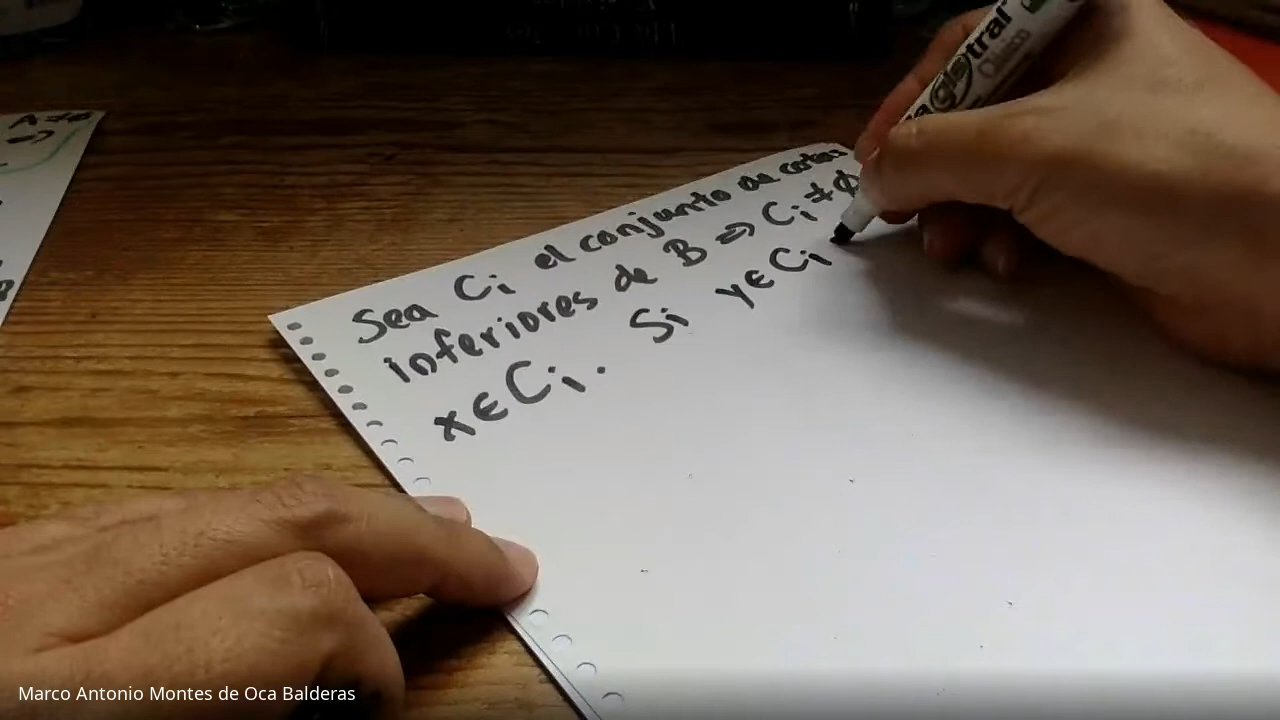 Sea Ci el conjunto de cotas
inferiores de B => Ci ≠ ∅
x ∈ Ci. Si y ∈ Ci
A ≠ ∅
=>
Marco Antonio Montes de Oca Balderas